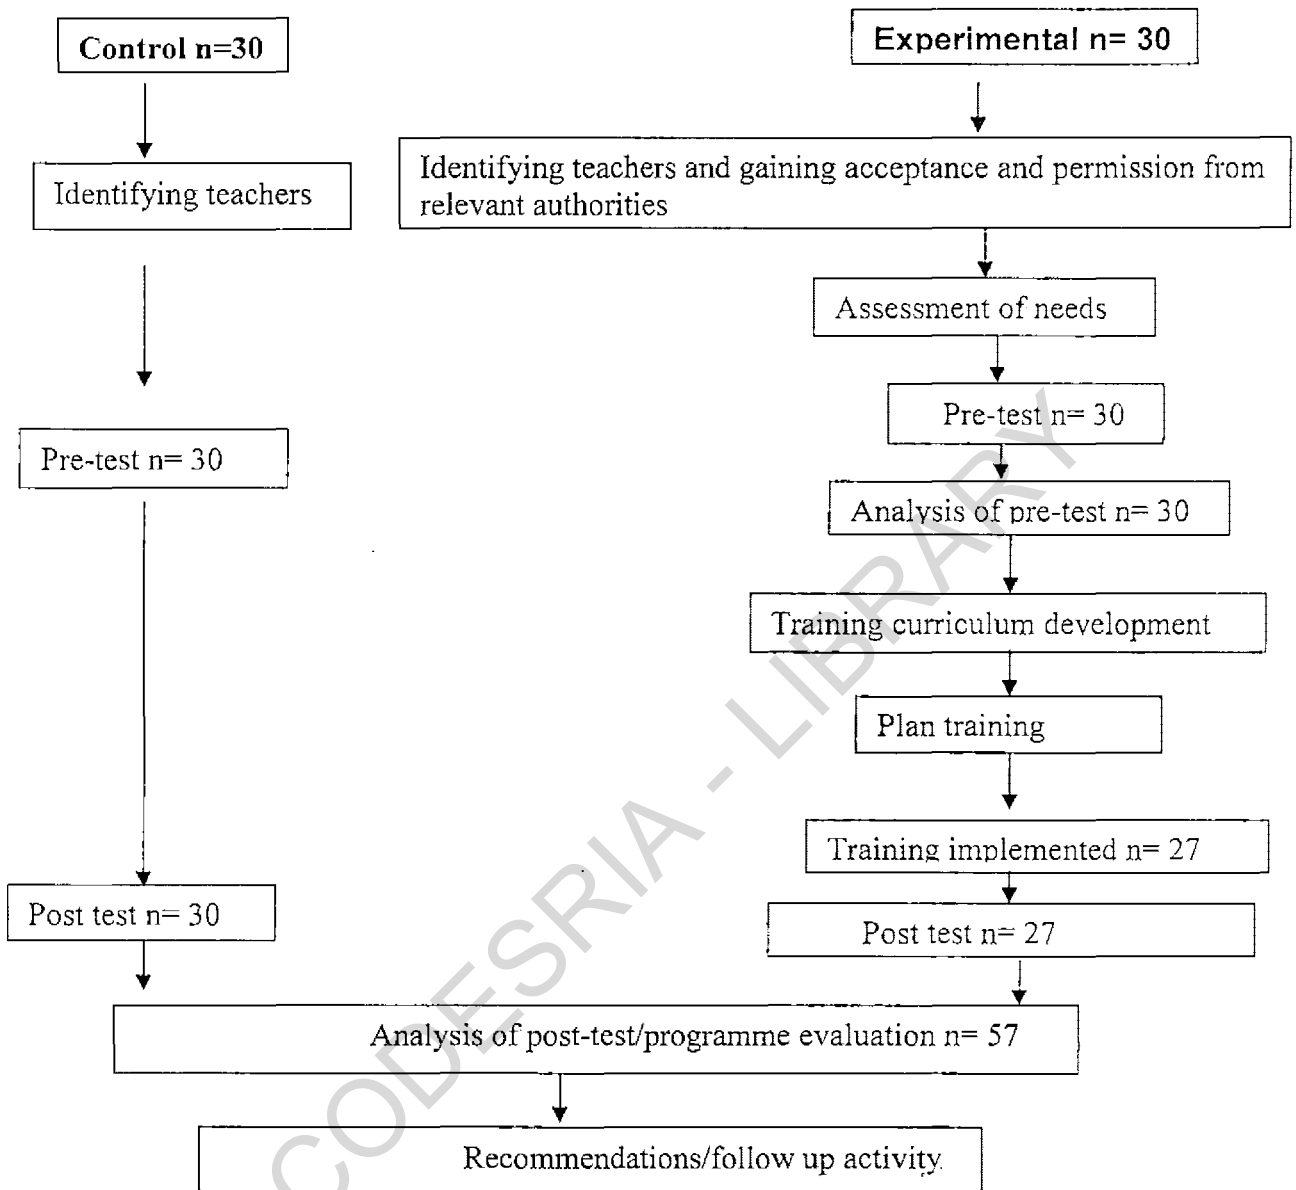 Control n=30
Experimental n= 30
Identifying teachers
Identifying teachers and gaining acceptance and permission from
relevant authorities
Assessment of needs
Pre-test n= 30
Pre-test n= 30
Analysis of pre-test n= 30
Training curriculum development
Plan training
Training implemented n= 27
Post test n= 30
Post test n= 27
Analysis of post-test/programme evaluation n= 57
Recommendations/follow up activity.
CODESRIA - LIBRARY